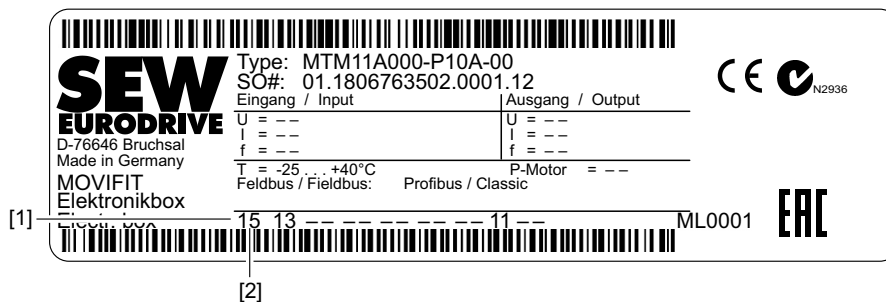 Type: MTM11A000-P10A-00
SO#: 01.1806763502.0001.12
SEW
EURODRIVE
D-76646 Bruchsal
Made in Germany
MOVIFIT
Elektronikbox
Electr. box
Eingang / Input
U = – –
I = – –
f = – –
Ausgang / Output
U = – –
I = – –
f = – –
T = -25 . . . +40°C
P-Motor = – –
Feldbus / Fieldbus: Profibus / Classic
15 13 – – – – – – – – – – 11 – –
ML0001
CE
N2936
EAC
[1]
[2]